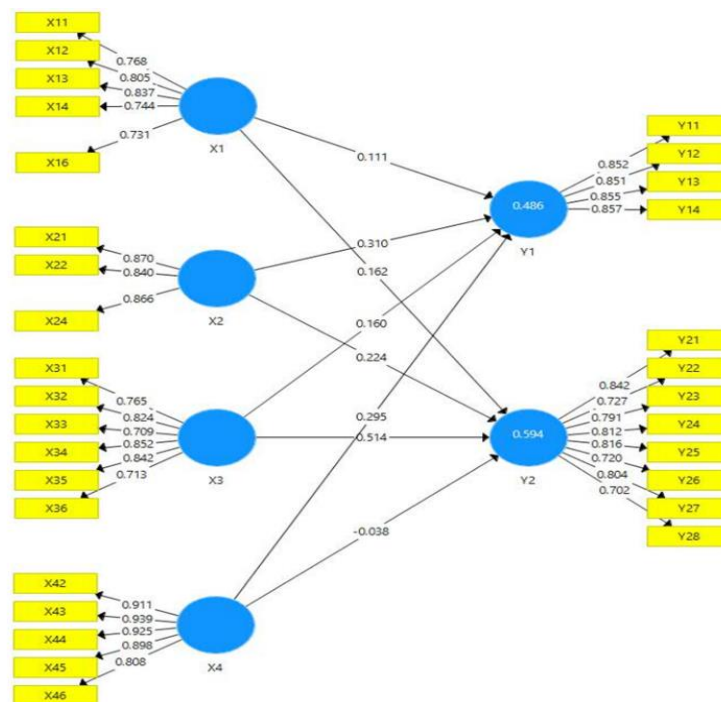 X11
X12
X13
X14
X16
0.768
0.805
0.837
0.744
0.731
X1
X21
X22
X24
0.870
0.840
0.866
X2
X31
X32
X33
X34
X35
X36
0.765
0.824
0.709
0.852
0.842
0.713
X3
X42
X43
X44
X45
X46
0.911
0.939
0.925
0.898
0.808
X4
0.111
0.310
0.162
0.160
0.224
0.295
0.514
-0.038
0.486
Y1
0.852
0.851
0.855
0.857
Y11
Y12
Y13
Y14
0.594
Y2
0.842
0.727
0.791
0.812
0.816
0.720
0.804
0.702
Y21
Y22
Y23
Y24
Y25
Y26
Y27
Y28